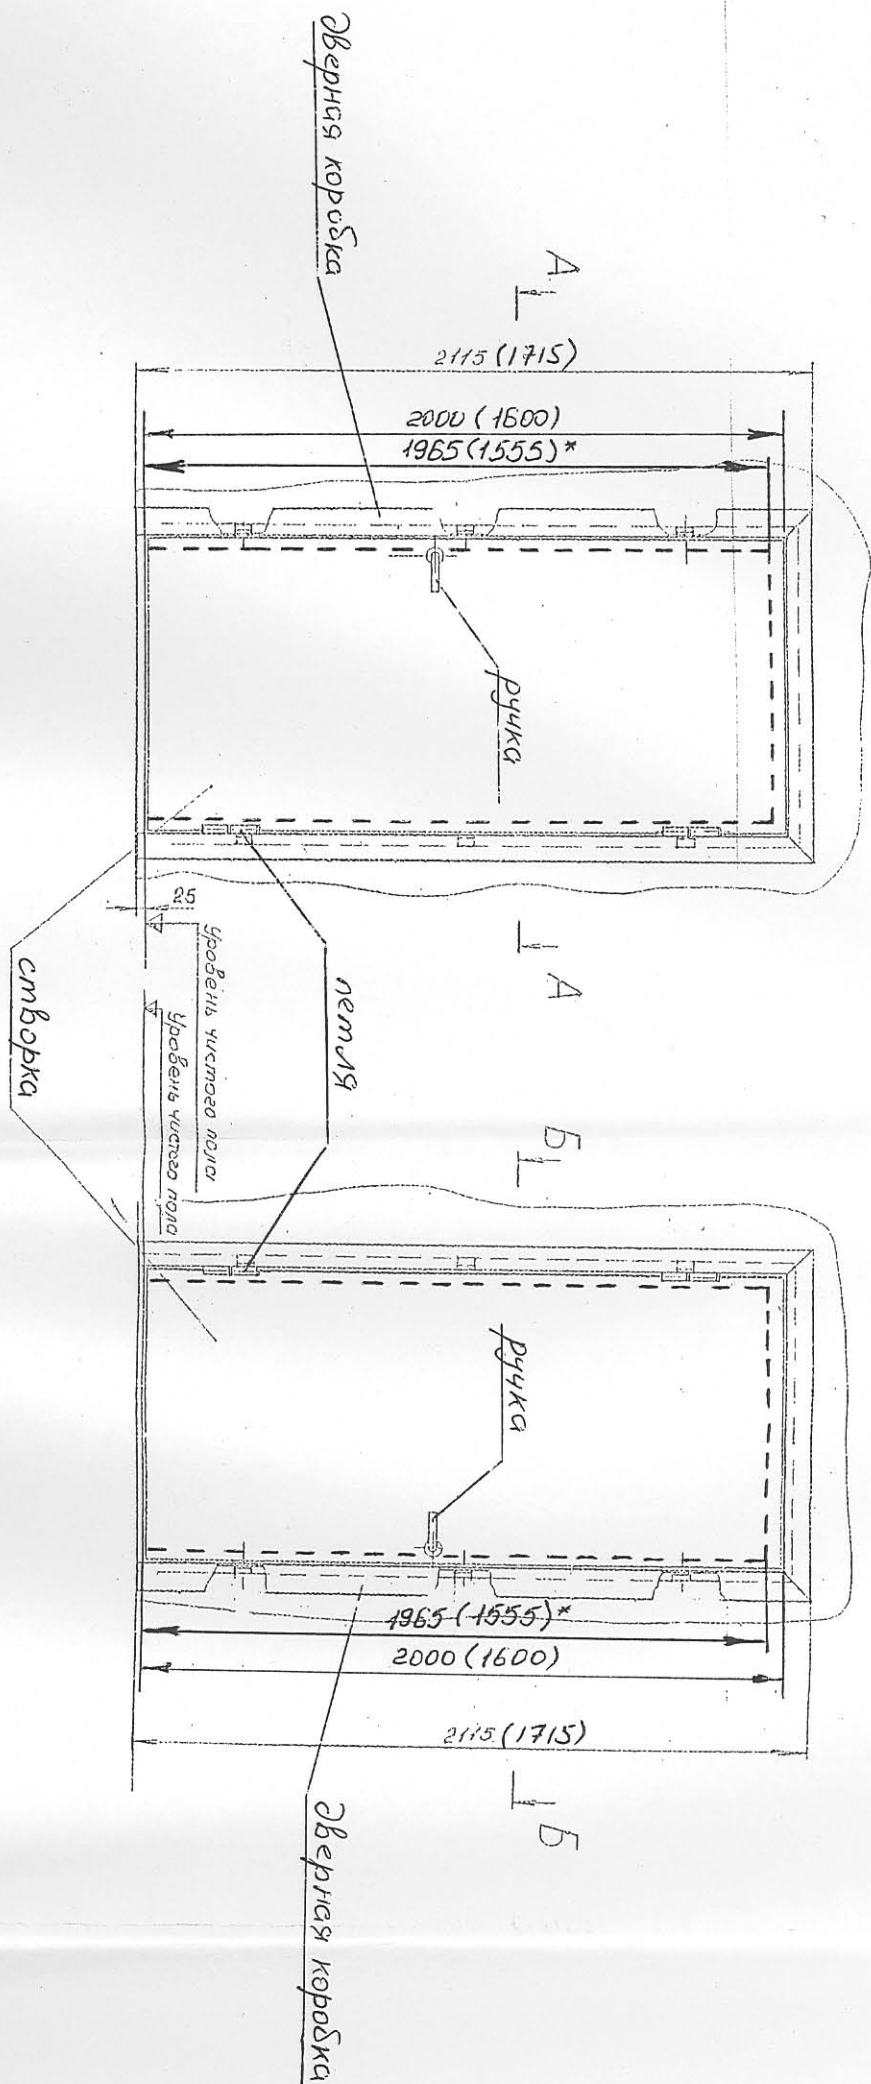 Дверная коробка
А
2115 (1715)
2000 (1600)
1965 (1555)*
ручка
А
25
Уровень чистого пола
Уровень чистого пола
петля
створка
Б
ручка
1965 (1555)*
2000 (1600)
2115 (1715)
Б
Дверная коробка